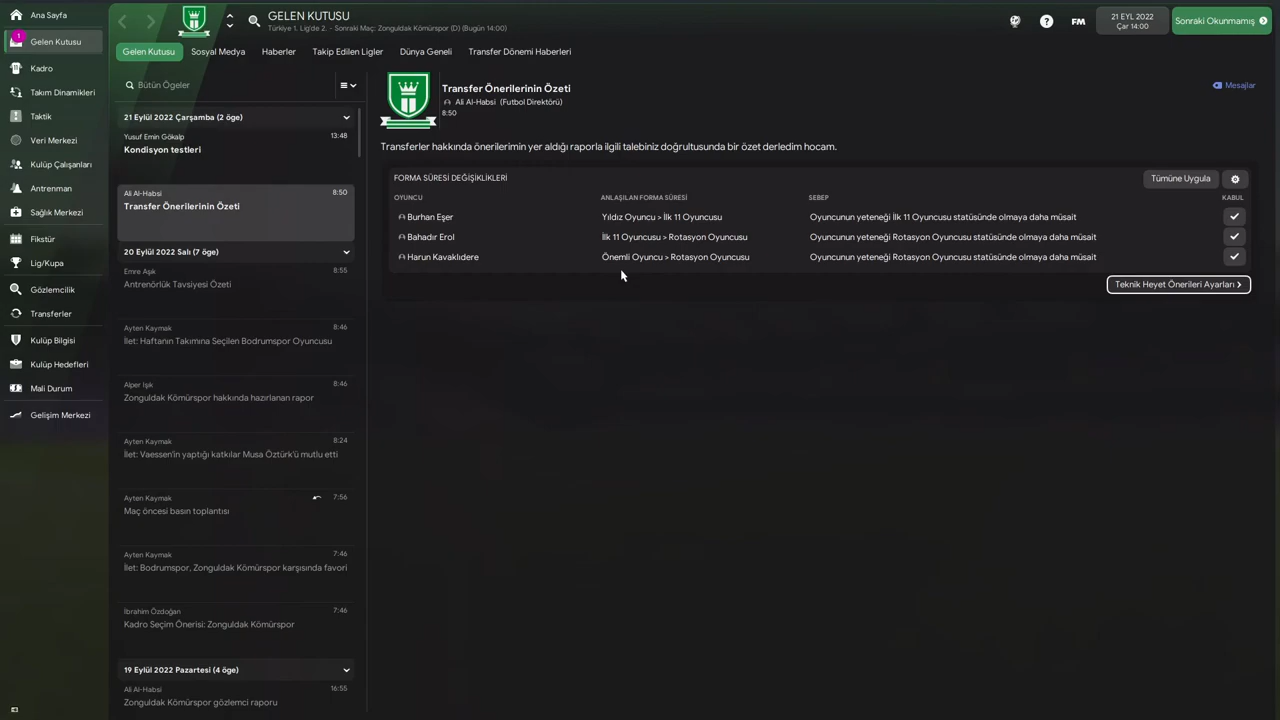 Ana Sayfa
1
Gelen Kutusu
Kadro
Takım Dinamikleri
Taktik
Veri Merkezi
Kulüp Çalışanları
Antrenman
Sağlık Merkezi
Fikstür
Lig/Kupa
Gözlemcilik
Transferler
Kulüp Bilgisi
Kulüp Hedefleri
Mali Durum
Gelişim Merkezi
GELEN KUTUSU
Türkiye 1. Lig'de 2. - Sonraki Maç: Zonguldak Kömürspor (D) (Bugün 14:00)
?
FM
21 EYL 2022
Çar 14:00
Sonraki Okunmamış
Gelen Kutusu
Sosyal Medya
Haberler
Takip Edilen Ligler
Dünya Geneli
Transfer Dönemi Haberleri
Bütün Ögeler
21 Eylül 2022 Çarşamba (2 öge)
Yusuf Emin Gökalp 13:48
Kondisyon testleri
Ali Al-Habsi 8:50
Transfer Önerilerinin Özeti
20 Eylül 2022 Salı (7 öge)
Emre Aşık 8:55
Antrenörlük Tavsiyesi Özeti
Ayten Kaymak 8:46
İlet: Haftanın Takımına Seçilen Bodrumspor Oyuncusu
Alper Işık 8:46
Zonguldak Kömürspor hakkında hazırlanan rapor
Ayten Kaymak 8:24
İlet: Vaessen'in yaptığı katkılar Musa Öztürk'ü mutlu etti
Ayten Kaymak 7:56
Maç öncesi basın toplantısı
Ayten Kaymak 7:46
İlet: Bodrumspor, Zonguldak Kömürspor karşısında favori
İbrahim Özdoğan 7:46
Kadro Seçim Önerisi: Zonguldak Kömürspor
19 Eylül 2022 Pazartesi (4 öge)
Ali Al-Habsi 16:55
Zonguldak Kömürspor gözlemci raporu
Transfer Önerilerinin Özeti
Ali Al-Habsi (Futbol Direktörü)
8:50
Mesajlar
Transferler hakkında önerilerimin yer aldığı raporla ilgili talebiniz doğrultusunda bir özet derledim hocam.
FORMA SÜRESİ DEĞİŞİKLİKLERİ
Tümüne Uygula
OYUNCU ANLAŞILAN FORMA SÜRESİ SEBEP KABUL
Burhan Eşer Yıldız Oyuncu > İlk 11 Oyuncusu Oyuncunun yeteneği İlk 11 Oyuncusu statüsünde olmaya daha müsait
Bahadır Erol İlk 11 Oyuncusu > Rotasyon Oyuncusu Oyuncunun yeteneği Rotasyon Oyuncusu statüsünde olmaya daha müsait
Harun Kavaklıdere Önemli Oyuncu > Rotasyon Oyuncusu Oyuncunun yeteneği Rotasyon Oyuncusu statüsünde olmaya daha müsait
Teknik Heyet Önerileri Ayarları >